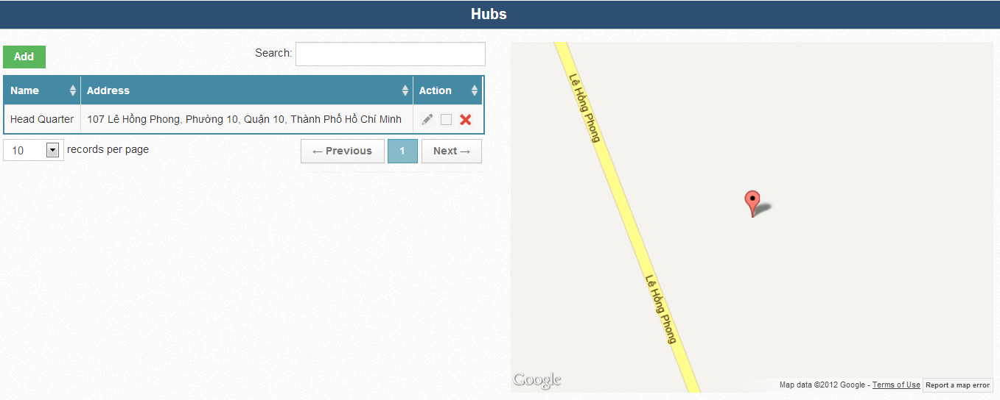 Hubs
Add
Search:
Name Address Action
Head Quarter 107 Lê Hồng Phong, Phường 10, Quận 10, Thành Phố Hồ Chí Minh
10 records per page
← Previous 1 Next →
Lê Hồng Phong
Lê Hồng Phong
Google
Map data ©2012 Google - Terms of Use Report a map error